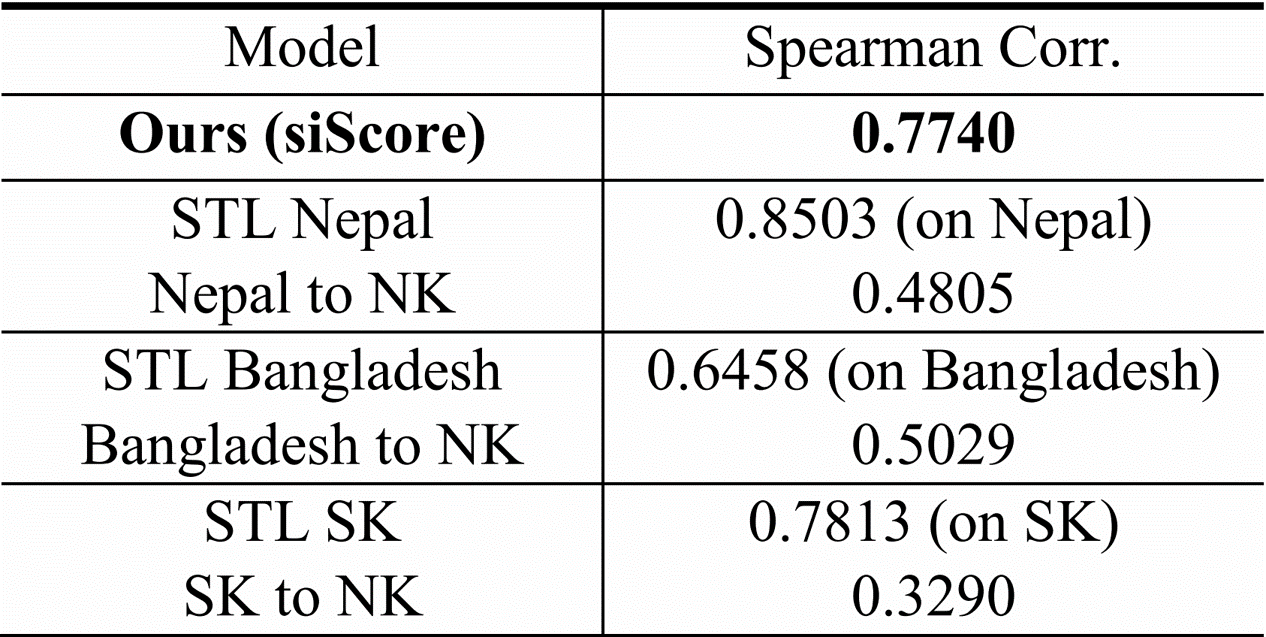 Model Spearman Corr.
Ours (siScore) 0.7740
STL Nepal 0.8503 (on Nepal)
Nepal to NK 0.4805
STL Bangladesh 0.6458 (on Bangladesh)
Bangladesh to NK 0.5029
STL SK 0.7813 (on SK)
SK to NK 0.3290